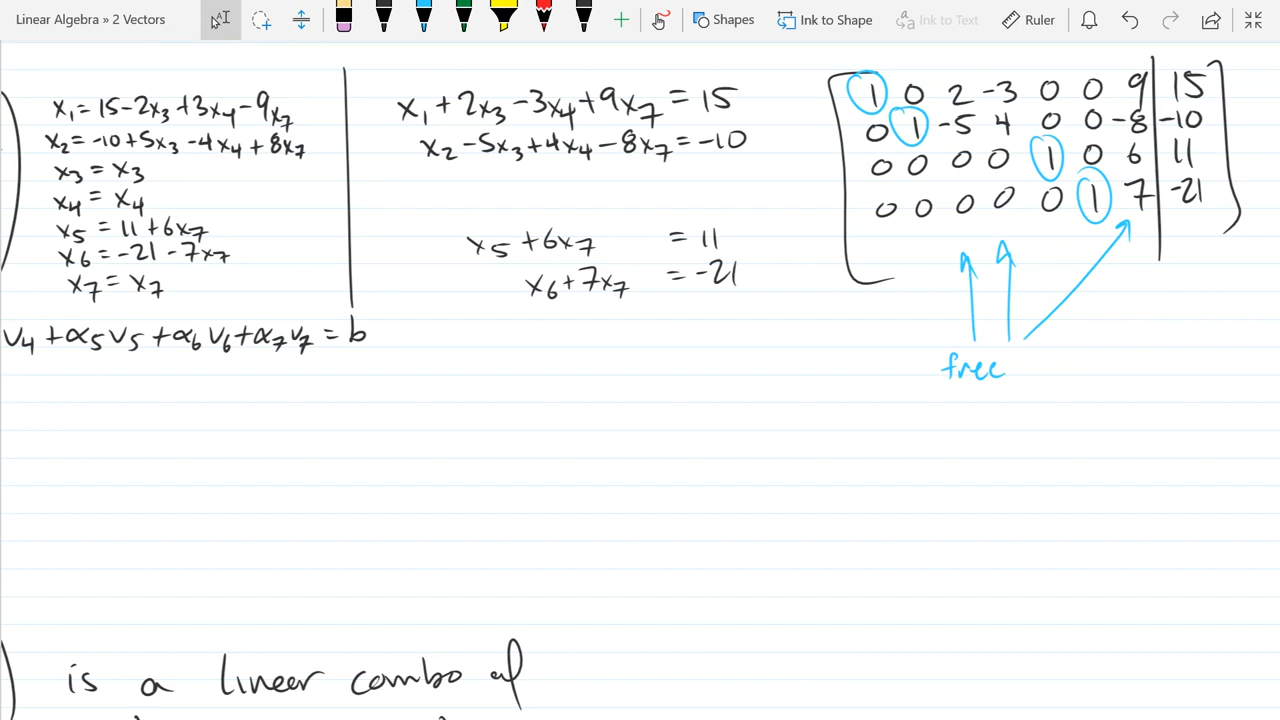 Linear Algebra » 2 Vectors
Shapes
Ink to Shape
Ink to Text
Ruler
x₁ = 15 - 2x₃ + 3x₄ - 9x₇
x₂ = -10 + 5x₃ - 4x₄ + 8x₇
x₃ = x₃
x₄ = x₄
x₅ = 11 + 6x₇
x₆ = -21 - 7x₇
x₇ = x₇
v₄ + α₅v₅ + α₆v₆ + α₇v₇ = b
x₁ + 2x₃ - 3x₄ + 9x₇ = 15
x₂ - 5x₃ + 4x₄ - 8x₇ = -10
x₅ + 6x₇ = 11
x₆ + 7x₇ = -21
1 0 2 -3 0 0 9 | 15
0 1 -5 4 0 0 -8 | -10
0 0 0 0 1 0 6 | 11
0 0 0 0 0 1 7 | -21
free
is a linear combo of